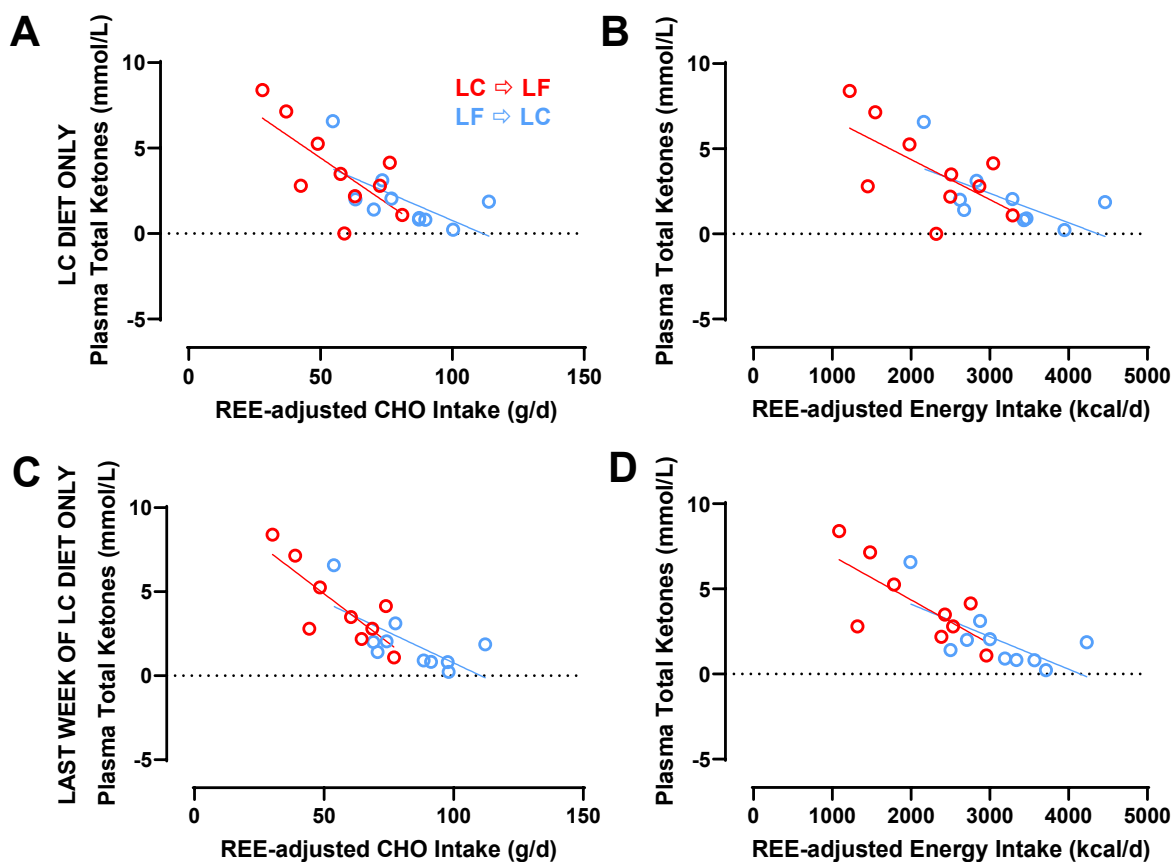 A
LC DIET ONLY
Plasma Total Ketones (mmol/L)
10
5
0
-5
LC ⇨ LF
LF ⇨ LC
0 50 100 150
REE-adjusted CHO Intake (g/d)
B
Plasma Total Ketones (mmol/L)
10
5
0
-5
0 1000 2000 3000 4000 5000
REE-adjusted Energy Intake (kcal/d)
C
LAST WEEK OF LC DIET ONLY
Plasma Total Ketones (mmol/L)
10
5
0
-5
0 50 100 150
REE-adjusted CHO Intake (g/d)
D
Plasma Total Ketones (mmol/L)
10
5
0
-5
0 1000 2000 3000 4000 5000
REE-adjusted Energy Intake (kcal/d)